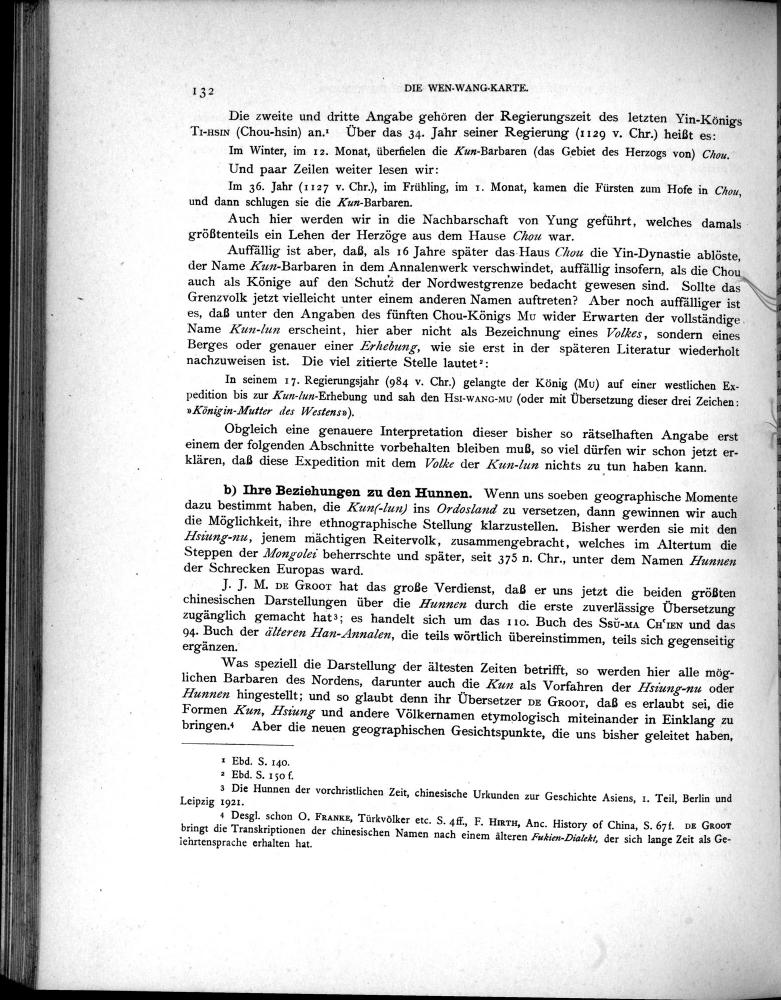 132
DIE WEN-WANG-KARTE.
Die zweite und dritte Angabe gehören der Regierungszeit des letzten Yin-Königs
TI-HSIN (Chou-hsin) an.¹ Über das 34. Jahr seiner Regierung (1129 v. Chr.) heißt es:
Im Winter, im 12. Monat, überfielen die Kun-Barbaren (das Gebiet des Herzogs von) Chou.
Und paar Zeilen weiter lesen wir:
Im 36. Jahr (1127 v. Chr.), im Frühling, im 1. Monat, kamen die Fürsten zum Hofe in Chou,
und dann schlugen sie die Kun-Barbaren.
Auch hier werden wir in die Nachbarschaft von Yung geführt, welches damals
größtenteils ein Lehen der Herzöge aus dem Hause Chou war.
Auffällig ist aber, daß, als 16 Jahre später das Haus Chou die Yin-Dynastie ablöste,
der Name Kun-Barbaren in dem Annalenwerk verschwindet, auffällig insofern, als die Chou
auch als Könige auf den Schutz der Nordwestgrenze bedacht gewesen sind. Sollte das
Grenzvolk jetzt vielleicht unter einem anderen Namen auftreten? Aber noch auffälliger ist
es, daß unter den Angaben des fünften Chou-Königs MU wider Erwarten der vollständige
Name Kun-lun erscheint, hier aber nicht als Bezeichnung eines Volkes, sondern eines
Berges oder genauer einer Erhebung, wie sie erst in der späteren Literatur wiederholt
nachzuweisen ist. Die viel zitierte Stelle lautet²:
In seinem 17. Regierungsjahr (984 v. Chr.) gelangte der König (MU) auf einer westlichen Ex-
pedition bis zur Kun-lun-Erhebung und sah den HSI-WANG-MU (oder mit Übersetzung dieser drei Zeichen:
»Königin-Mutter des Westens«).
Obgleich eine genauere Interpretation dieser bisher so rätselhaften Angabe erst
einem der folgenden Abschnitte vorbehalten bleiben muß, so viel dürfen wir schon jetzt er-
klären, daß diese Expedition mit dem Volke der Kun-lun nichts zu tun haben kann.
b) Ihre Beziehungen zu den Hunnen. Wenn uns soeben geographische Momente
dazu bestimmt haben, die Kun(-lun) ins Ordosland zu versetzen, dann gewinnen wir auch
die Möglichkeit, ihre ethnographische Stellung klarzustellen. Bisher werden sie mit den
Hsiung-nu, jenem mächtigen Reitervolk, zusammengebracht, welches im Altertum die
Steppen der Mongolei beherrschte und später, seit 375 n. Chr., unter dem Namen Hunnen
der Schrecken Europas ward.
J. J. M. DE GROOT hat das große Verdienst, daß er uns jetzt die beiden größten
chinesischen Darstellungen über die Hunnen durch die erste zuverlässige Übersetzung
zugänglich gemacht hat³; es handelt sich um das 110. Buch des SSŬ-MA CH'IEN und das
94. Buch der älteren Han-Annalen, die teils wörtlich übereinstimmen, teils sich gegenseitig
ergänzen.
Was speziell die Darstellung der ältesten Zeiten betrifft, so werden hier alle mög-
lichen Barbaren des Nordens, darunter auch die Kun als Vorfahren der Hsiung-nu oder
Hunnen hingestellt; und so glaubt denn ihr Übersetzer DE GROOT, daß es erlaubt sei, die
Formen Kun, Hsiung und andere Völkernamen etymologisch miteinander in Einklang zu
bringen.⁴ Aber die neuen geographischen Gesichtspunkte, die uns bisher geleitet haben,
¹ Ebd. S. 140.
² Ebd. S. 150 f.
³ Die Hunnen der vorchristlichen Zeit, chinesische Urkunden zur Geschichte Asiens, 1. Teil, Berlin und
Leipzig 1921.
⁴ Desgl. schon O. FRANKE, Türkvölker etc. S. 4ff., F. HIRTH, Anc. History of China, S. 67f. DE GROOT
bringt die Transkriptionen der chinesischen Namen nach einem älteren Fukien-Dialekt, der sich lange Zeit als Ge-
lehrtensprache erhalten hat.